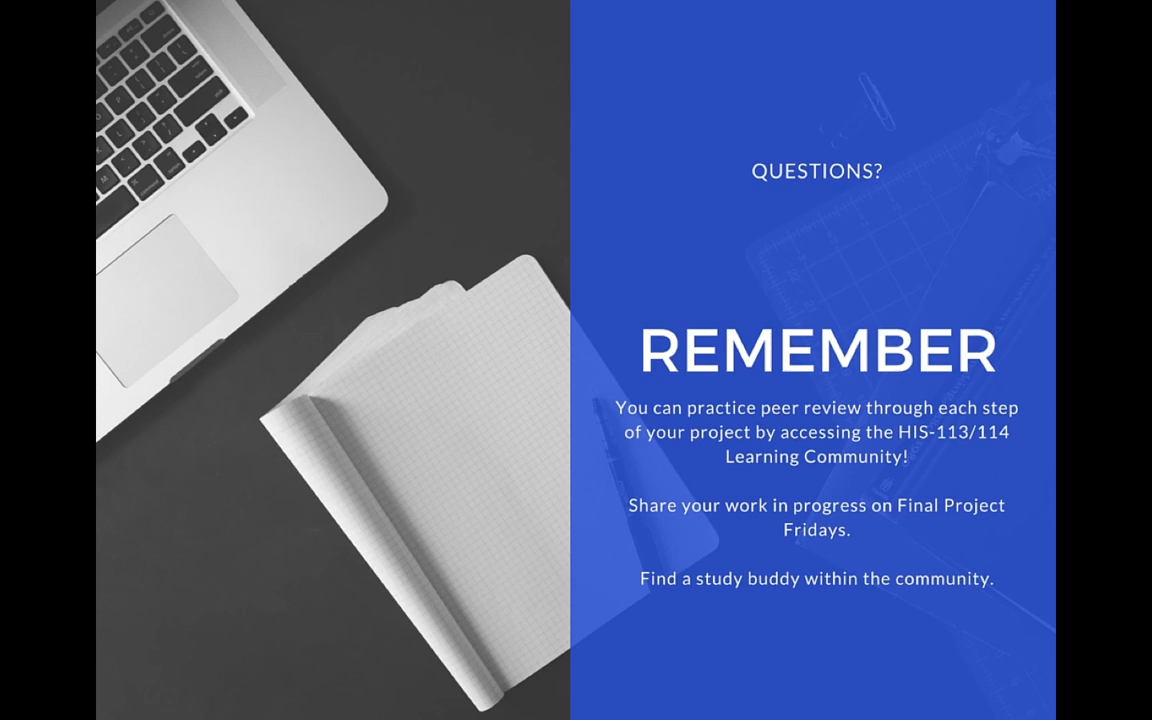 QUESTIONS?
REMEMBER
You can practice peer review through each step
of your project by accessing the HIS-113/114
Learning Community!
Share your work in progress on Final Project
Fridays.
Find a study buddy within the community.